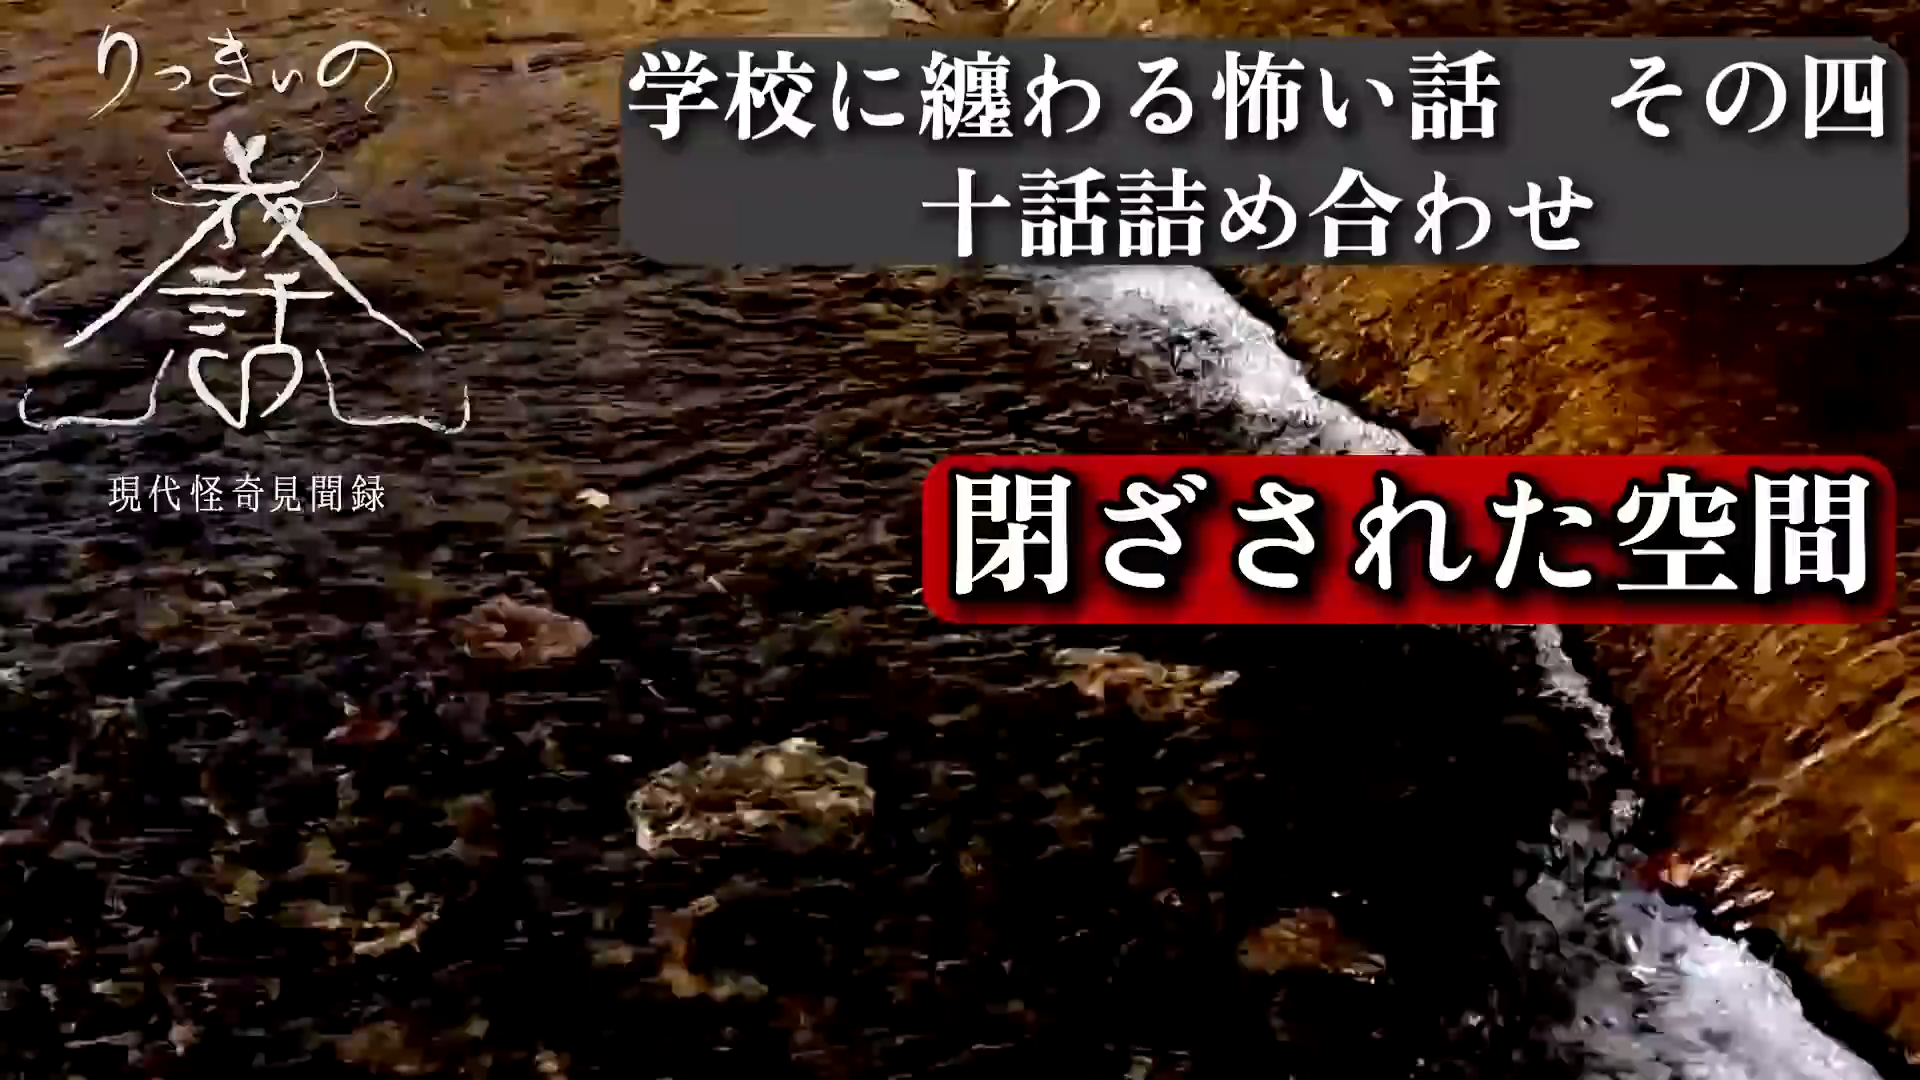 りっきぃの
夜話
現代怪奇見聞録
学校に纏わる怖い話　その四
十話詰め合わせ
閉ざされた空間